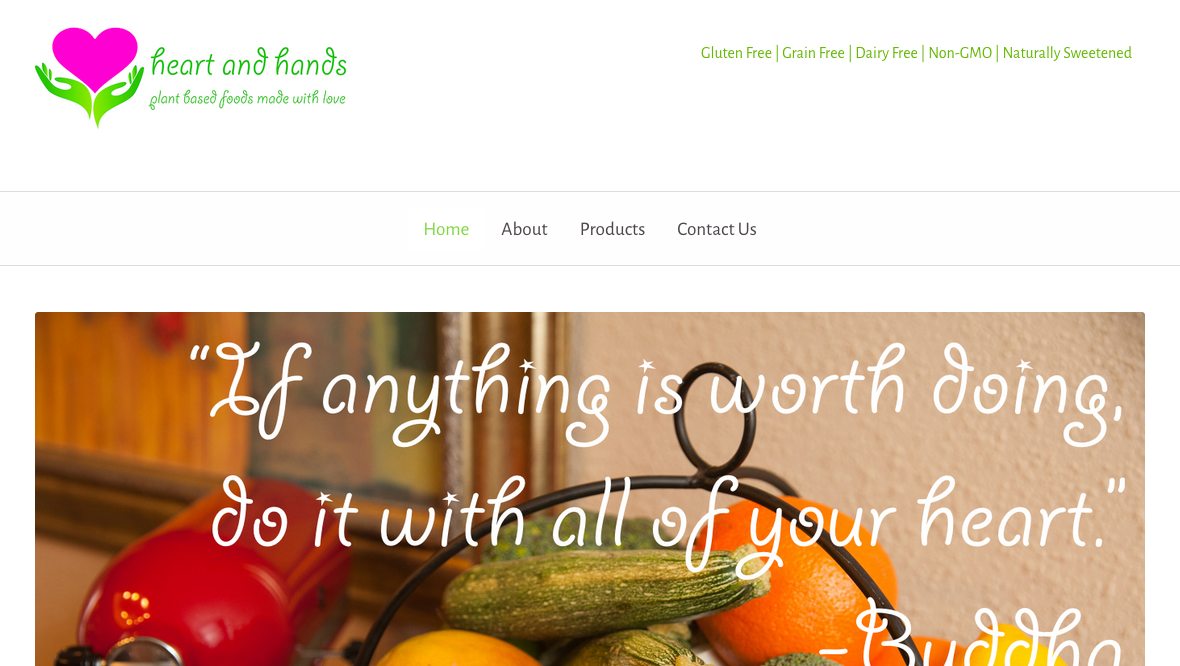 heart and hands
plant based foods made with love
Gluten Free | Grain Free | Dairy Free | Non-GMO | Naturally Sweetened
Home About Products Contact Us
"If anything is worth doing,
do it with all of your heart."
-Buddha